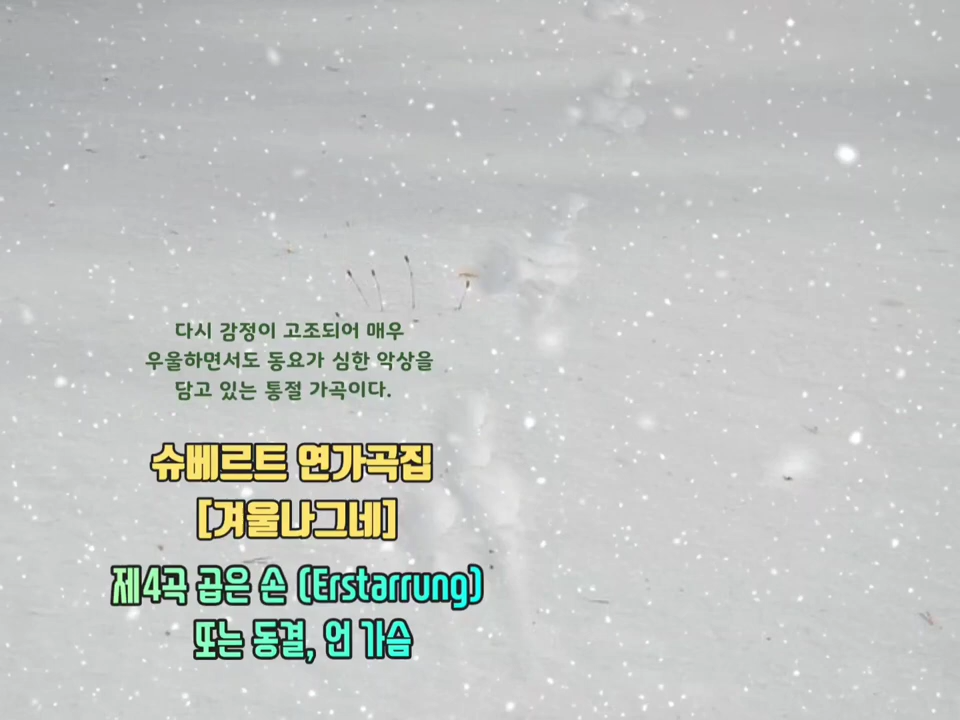 다시 감정이 고조되어 매우
우울하면서도 동요가 심한 악상을
담고 있는 통절 가곡이다.
슈베르트 연가곡집
[겨울나그네]
제4곡 곱은 손 (Erstarrung)
또는 동결, 언 가슴